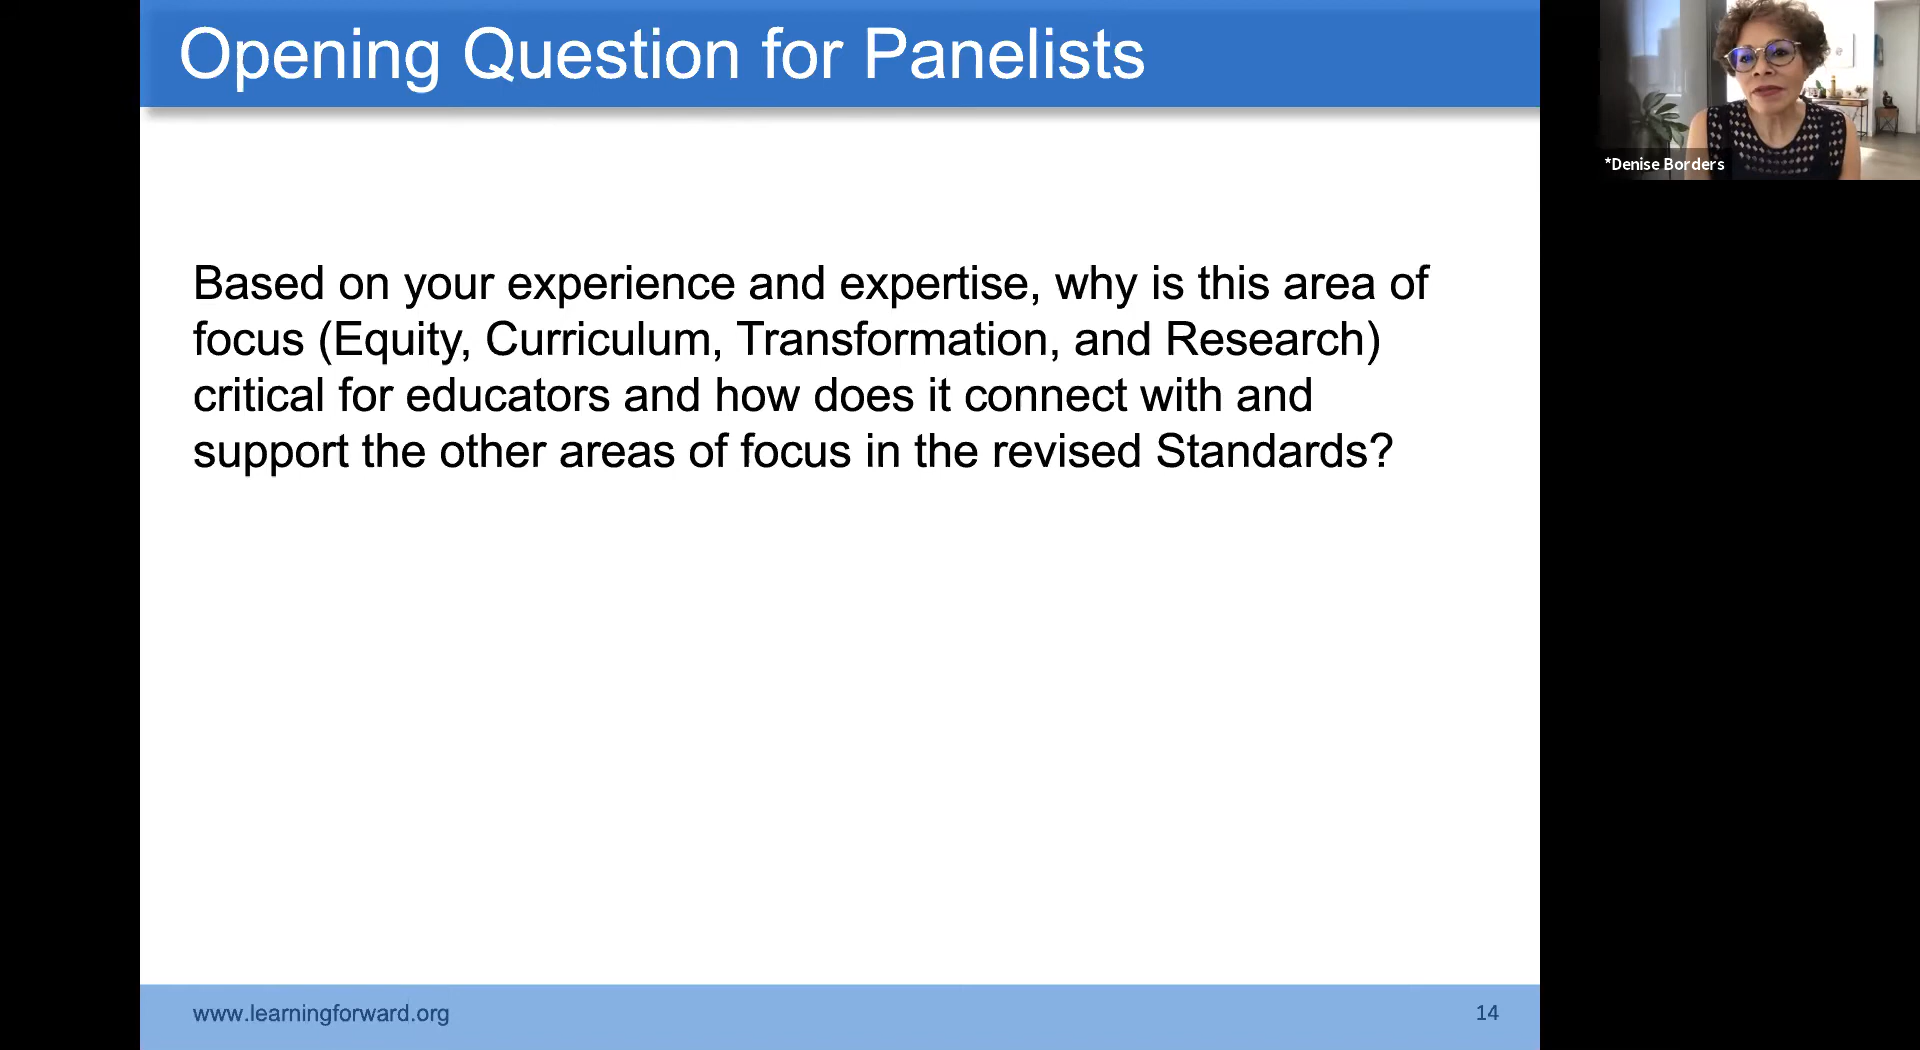 Opening Question for Panelists
*Denise Borders
Based on your experience and expertise, why is this area of
focus (Equity, Curriculum, Transformation, and Research)
critical for educators and how does it connect with and
support the other areas of focus in the revised Standards?
www.learningforward.org
14